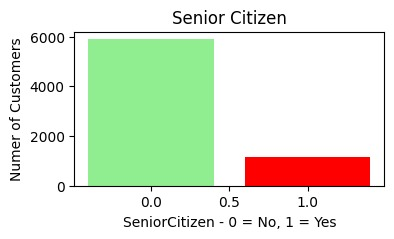 Senior Citizen
Numer of Customers
6000
4000
2000
0
0.0
0.5
1.0
SeniorCitizen - 0 = No, 1 = Yes